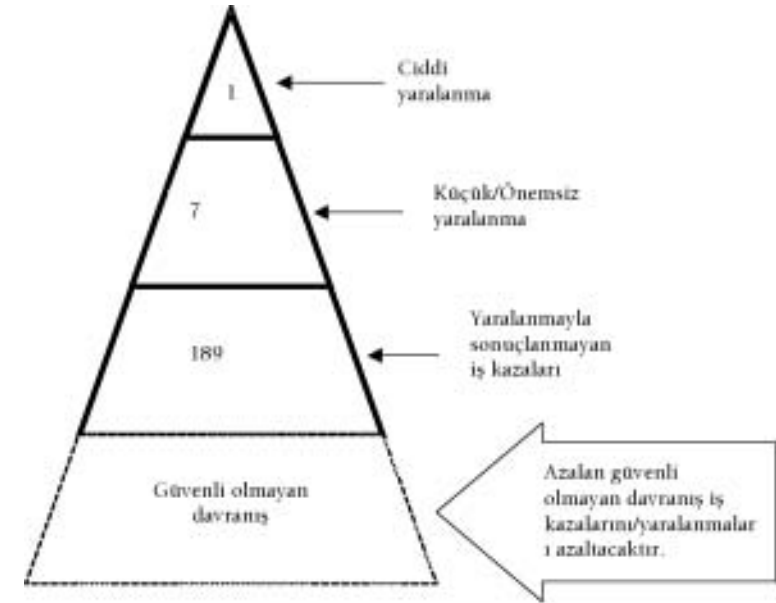 1
Ciddi
yaralanma
7
Küçük/Önemsiz
yaralanma
189
Yaralanmayla
sonuçlanmayan
iş kazaları
Güvenli olmayan
davranış
Azalan güvenli
olmayan davranış iş
kazalarını/yaralanmalar
ı azaltacaktır.